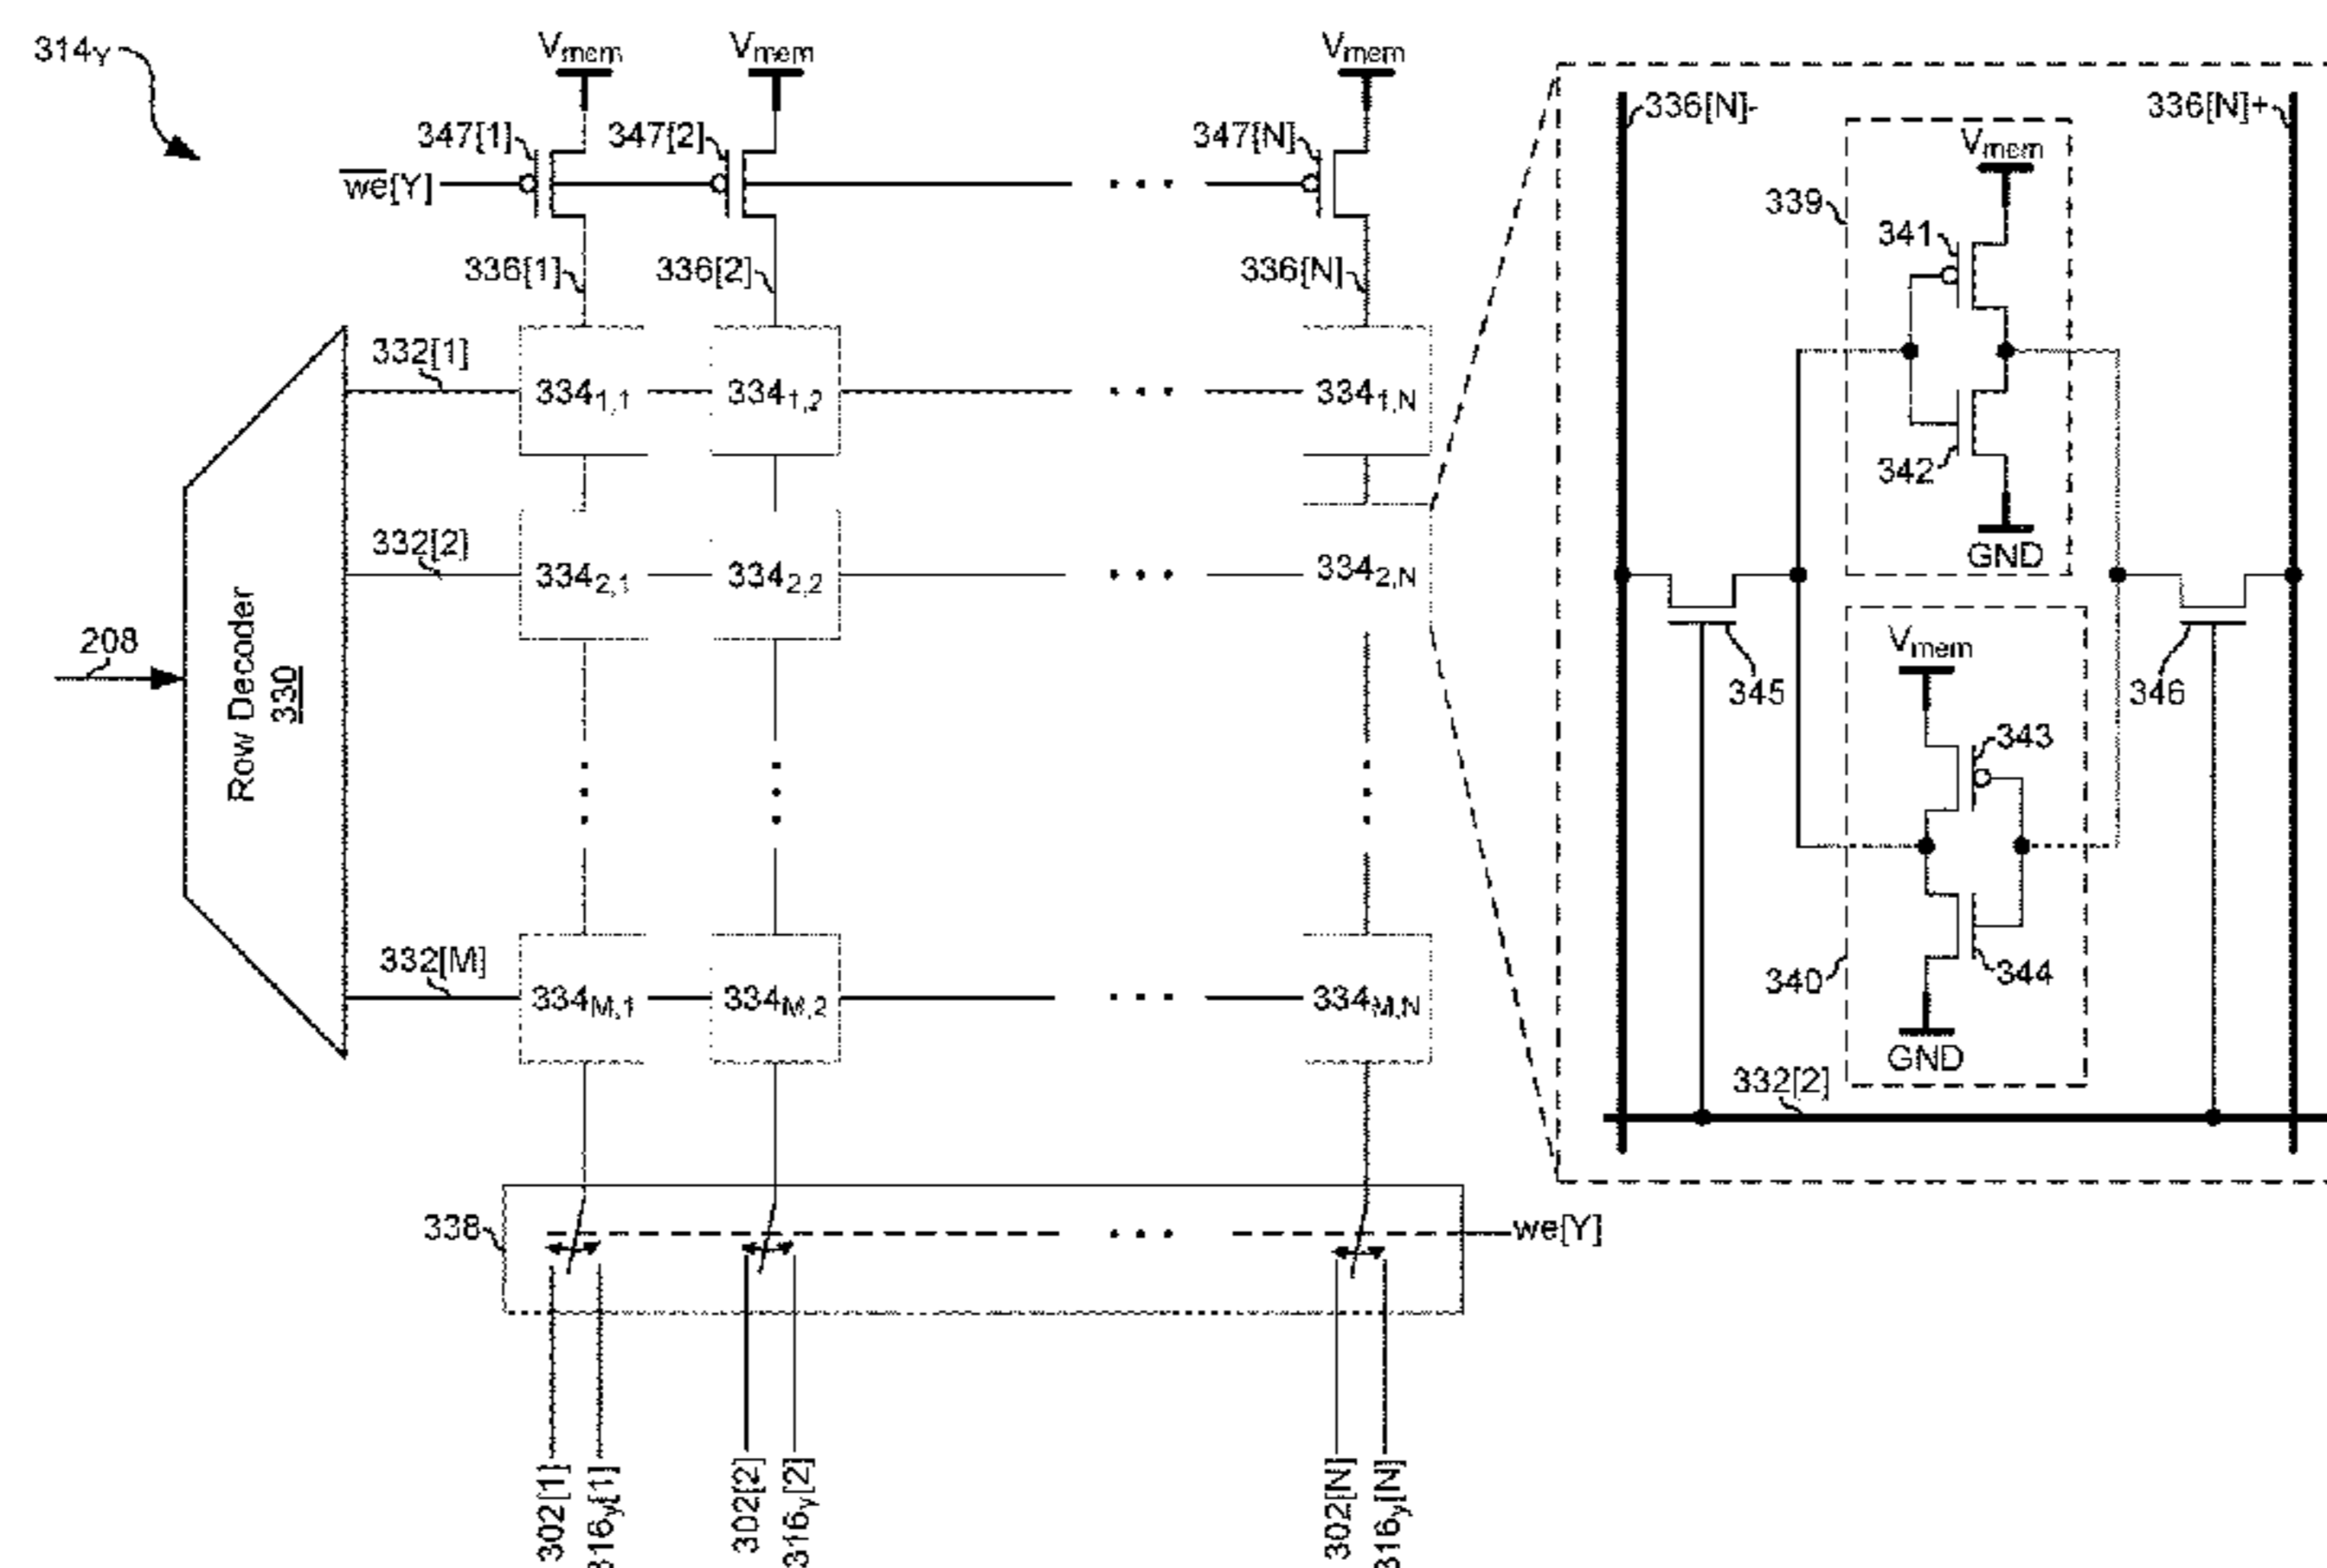 314Y
Vmem Vmem Vmem
336[N]- 336[N]+
347[1] 347[2] 347[N]
Vmem
we[Y]
339
341
336[1] 336[2] 336[N]
332[1]
3341,1 3341,2 3341,N
342
332[2]
3342,1 3342,2 3342,N
GND
208
Row Decoder
330
Vmem
345 346
343
332[M]
334M,1 334M,2 334M,N
340 344
GND
332[2]
338
we[Y]
302[1] 316y[1] 302[2] 316y[2] 302[N] 316y[N]